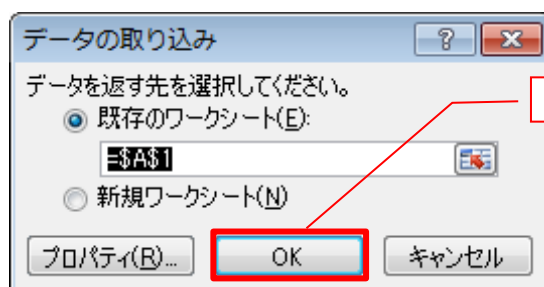 データの取り込み
データを返す先を選択してください。
既存のワークシート(E):
=$A$1
新規ワークシート(N)
プロパティ(R)... OK キャンセル